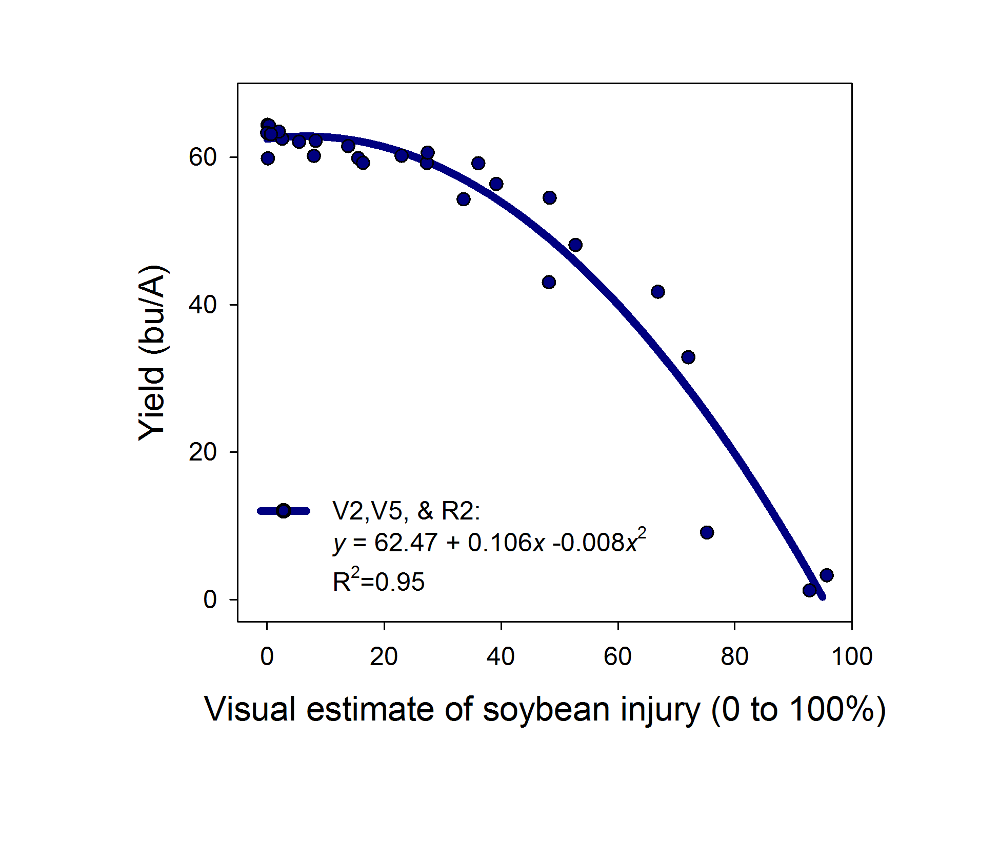 60
40
20
0
Yield (bu/A)
V2,V5, & R2:
y = 62.47 + 0.106x -0.008x²
R²=0.95
0 20 40 60 80 100
Visual estimate of soybean injury (0 to 100%)